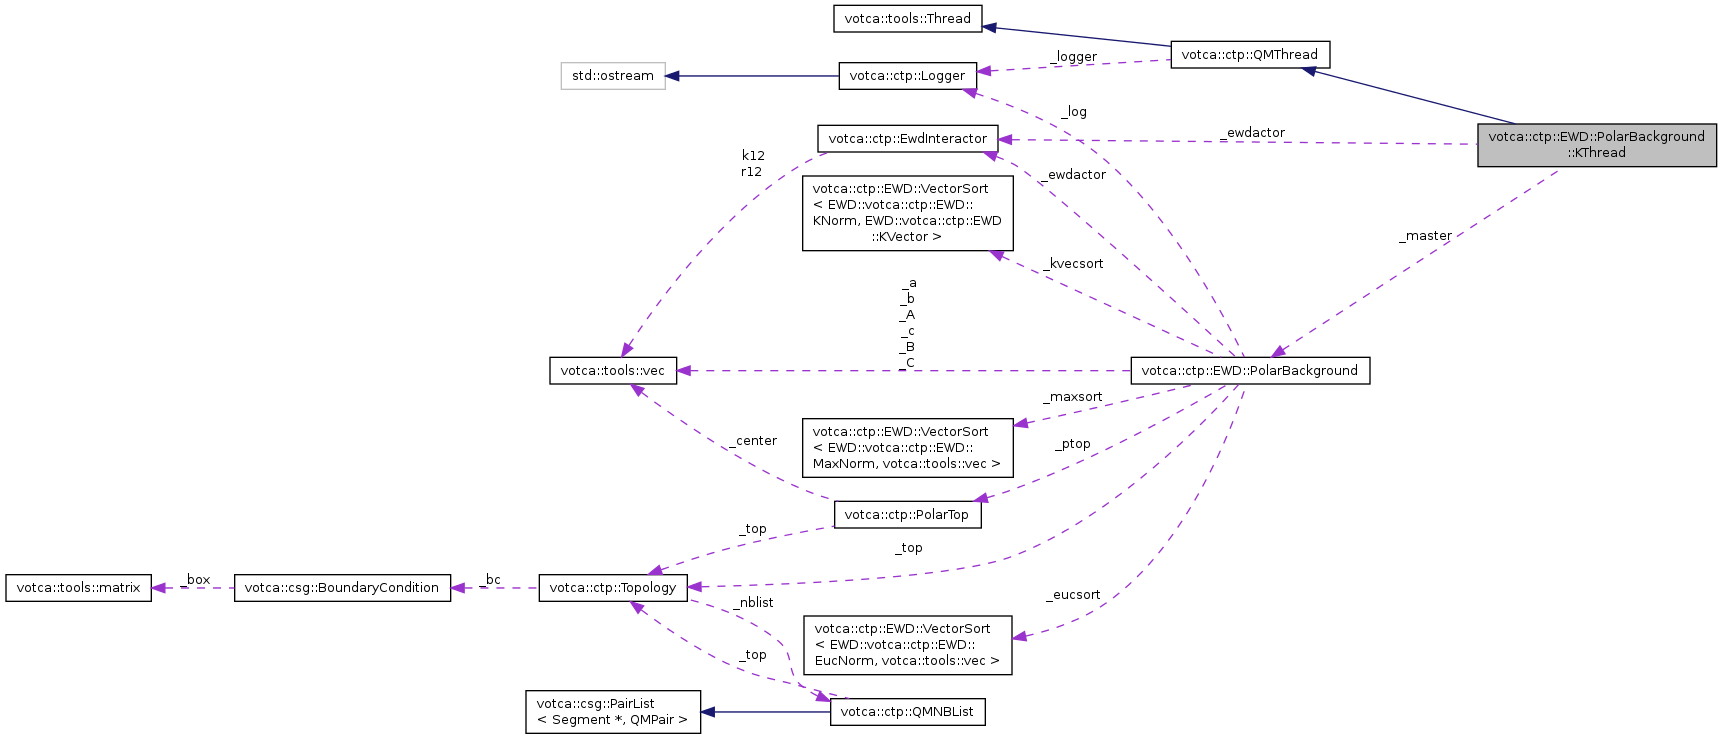 votca::tools::Thread
votca::ctp::QMThread
_logger
std::ostream
votca::ctp::Logger
_log
votca::ctp::EwdInteractor
_ewdactor
votca::ctp::EWD::PolarBackground
::KThread
k12
r12
_ewdactor
votca::ctp::EWD::VectorSort
< EWD::votca::ctp::EWD::
KNorm, EWD::votca::ctp::EWD
::KVector >
_master
_kvecsort
_a
_b
_A
_c
_B
_C
votca::tools::vec
votca::ctp::EWD::PolarBackground
_maxsort
votca::ctp::EWD::VectorSort
< EWD::votca::ctp::EWD::
MaxNorm, votca::tools::vec >
_center
_ptop
votca::ctp::PolarTop
_top
_top
votca::tools::matrix
_box
votca::csg::BoundaryCondition
_bc
votca::ctp::Topology
_nblist
_eucsort
votca::ctp::EWD::VectorSort
< EWD::votca::ctp::EWD::
EucNorm, votca::tools::vec >
_top
votca::csg::PairList
< Segment *, QMPair >
votca::ctp::QMNBList